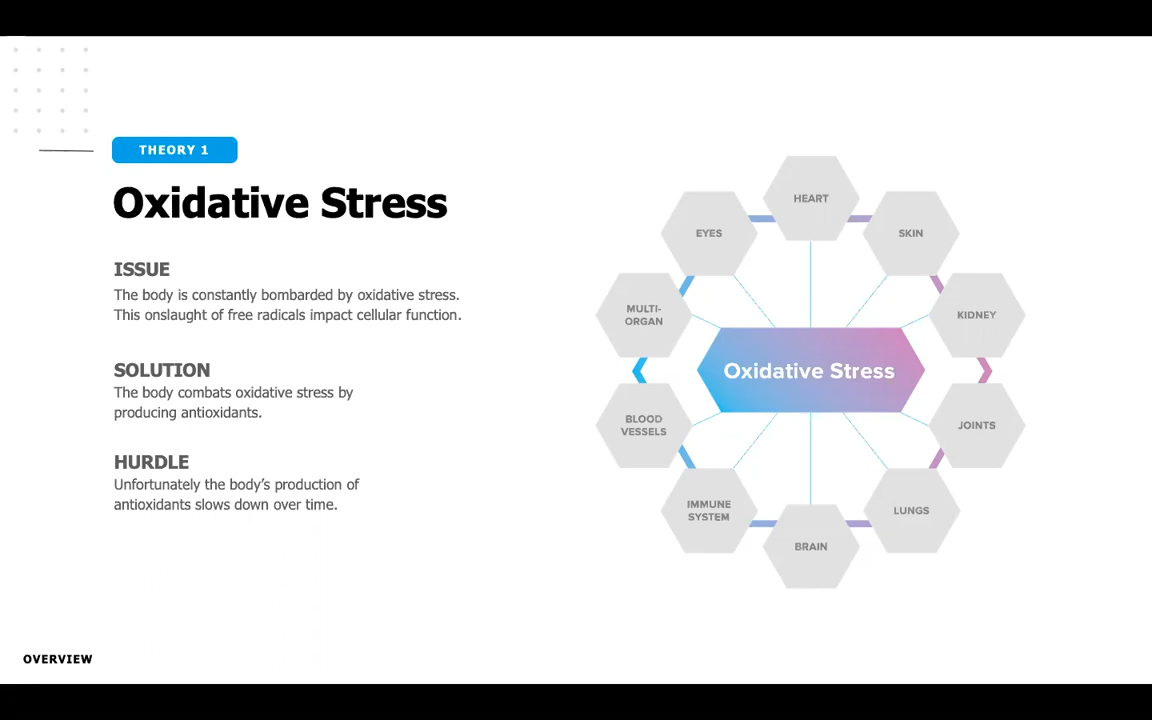 THEORY 1
Oxidative Stress
ISSUE
The body is constantly bombarded by oxidative stress.
This onslaught of free radicals impact cellular function.
SOLUTION
The body combats oxidative stress by
producing antioxidants.
HURDLE
Unfortunately the body’s production of
antioxidants slows down over time.
HEART
EYES
SKIN
MULTI-
ORGAN
KIDNEY
Oxidative Stress
BLOOD
VESSELS
JOINTS
IMMUNE
SYSTEM
LUNGS
BRAIN
OVERVIEW